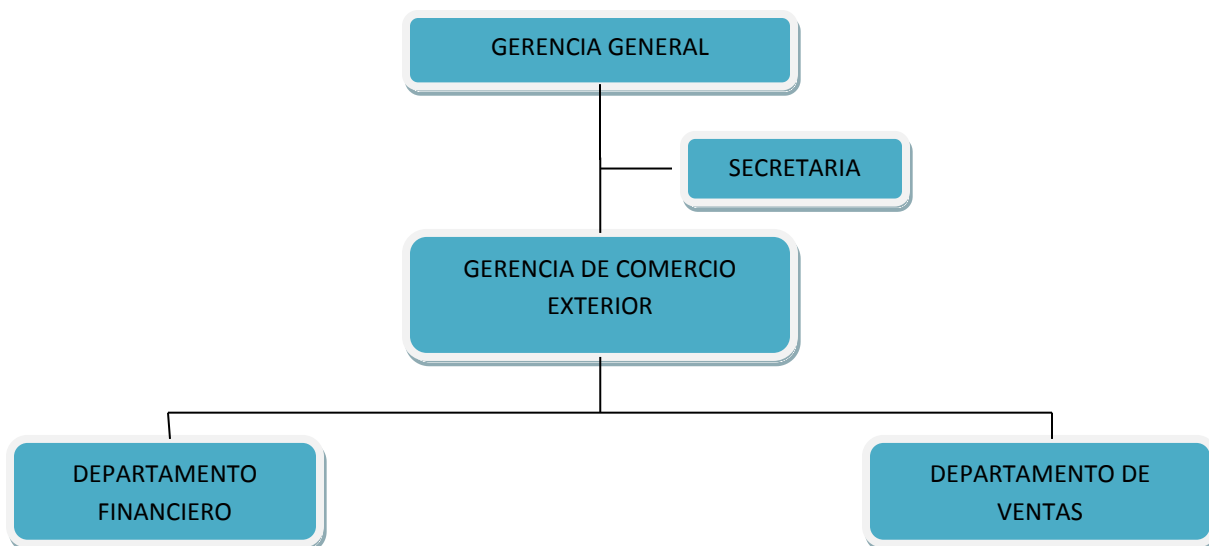 GERENCIA GENERAL
SECRETARIA
GERENCIA DE COMERCIO
EXTERIOR
DEPARTAMENTO
FINANCIERO
DEPARTAMENTO DE
VENTAS